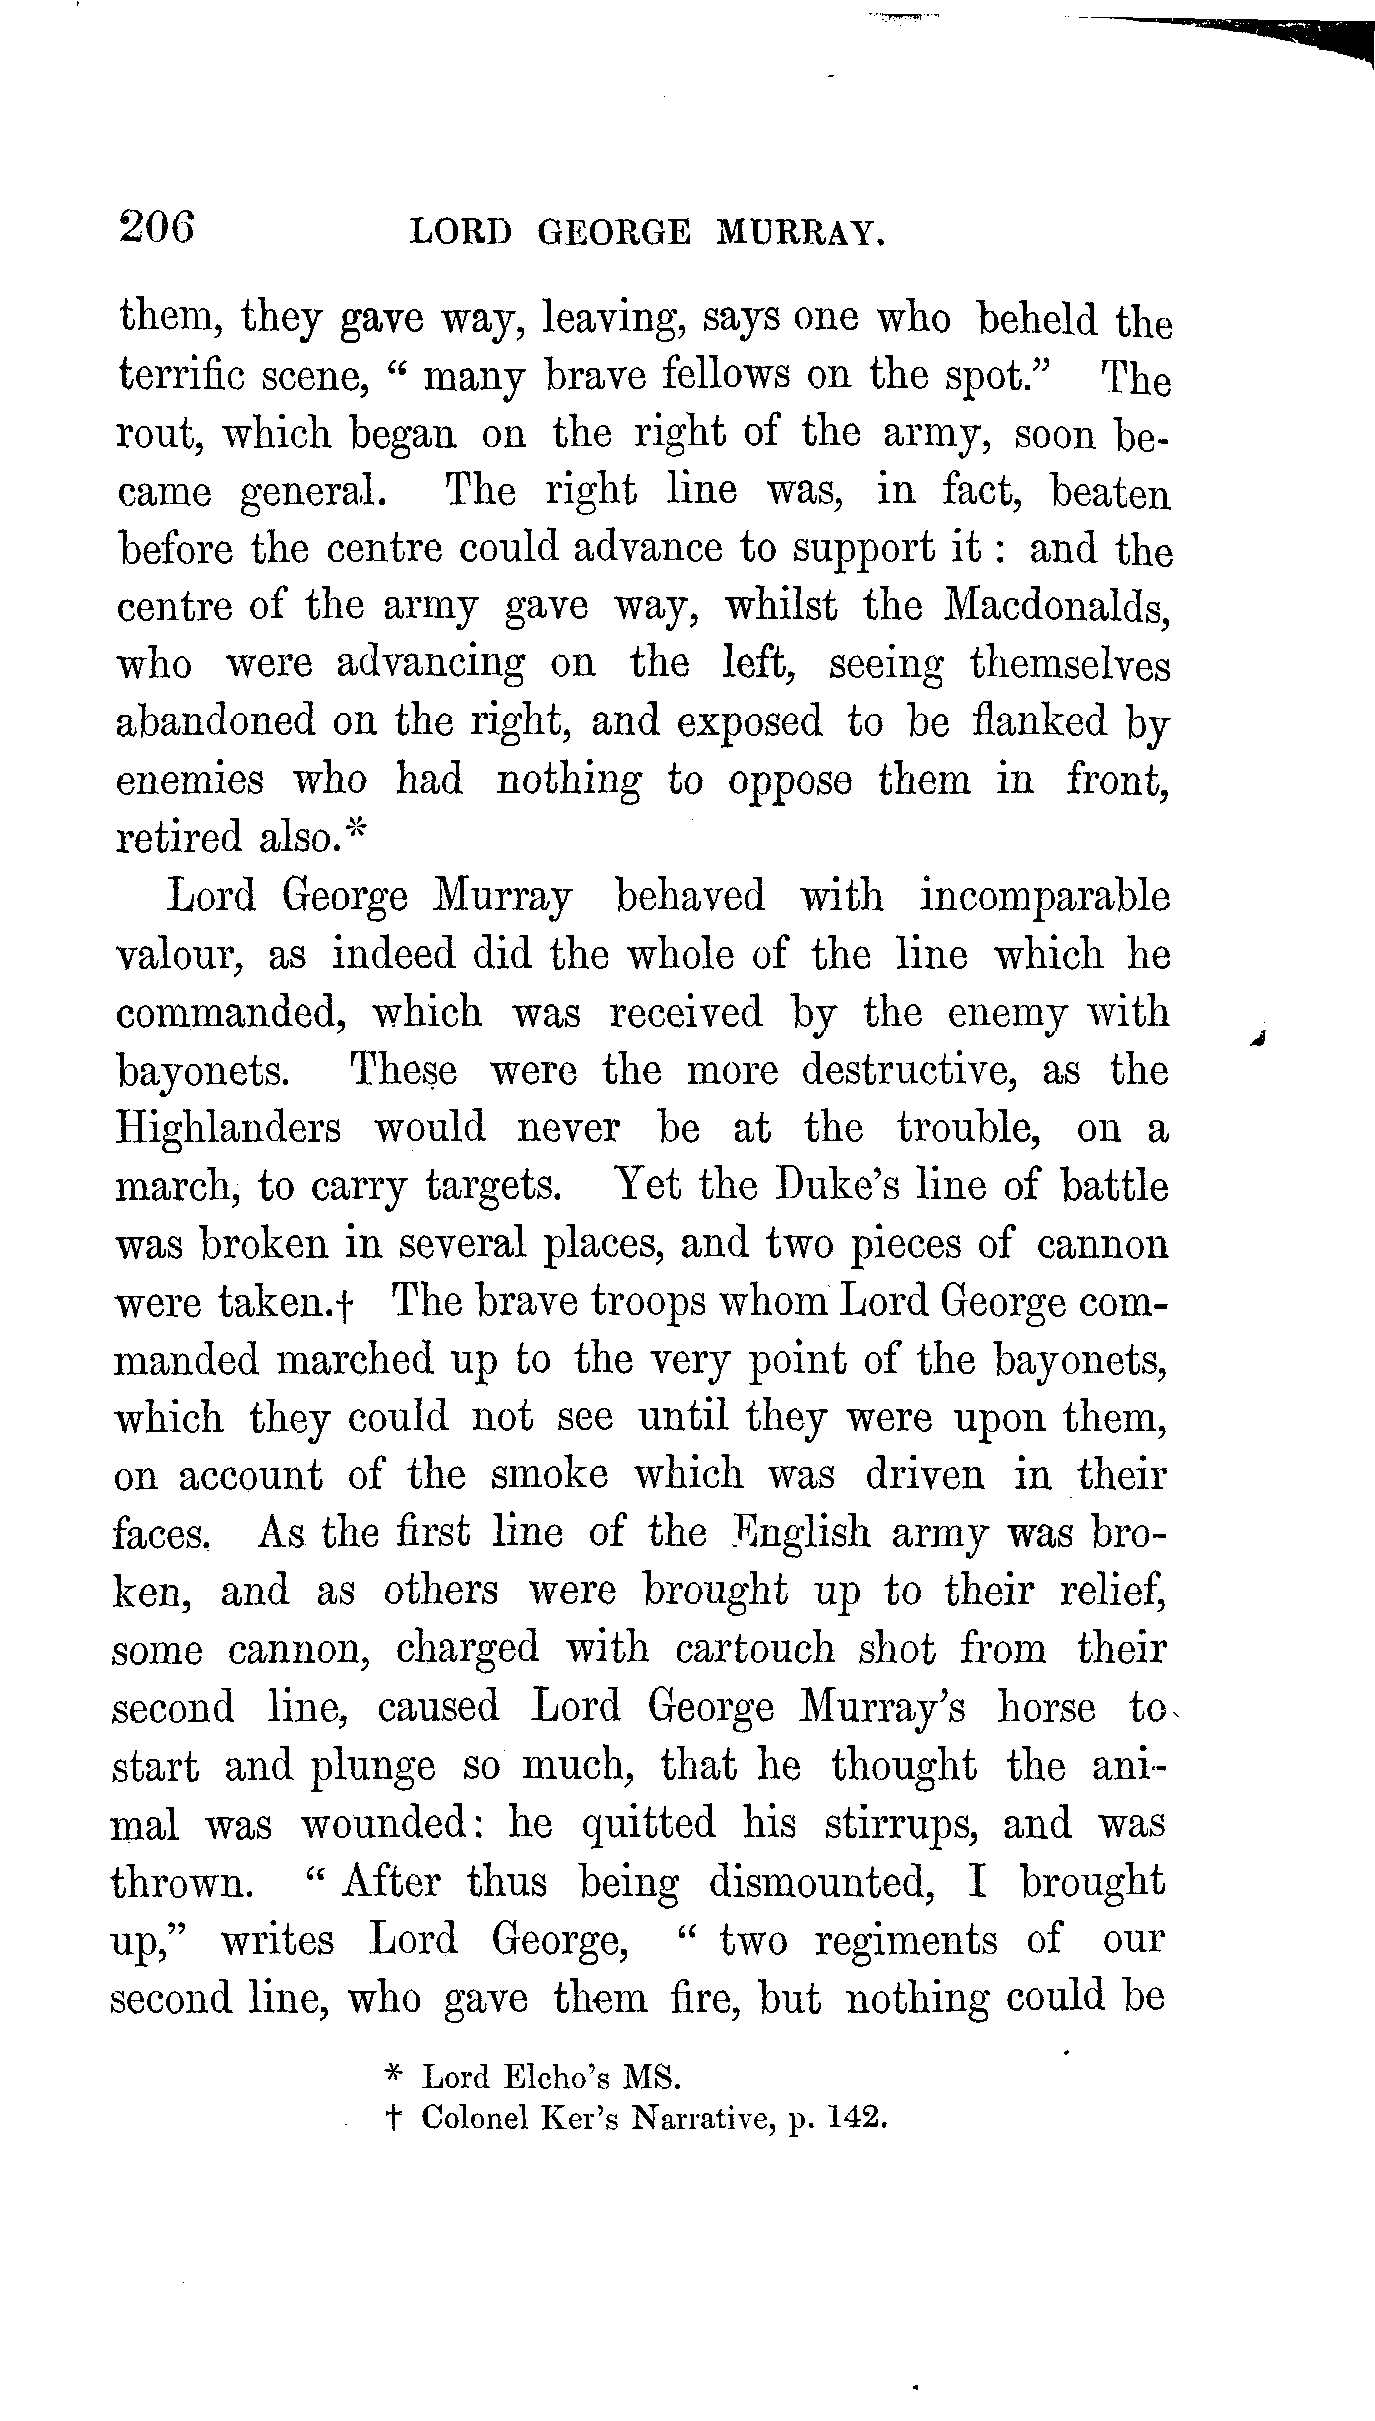 206 LORD GEORGE MURRAY.
them, they gave way, leaving, says one who beheld the
terrific scene, “ many brave fellows on the spot.” The
rout, which began on the right of the army, soon be-
came general. The right line was, in fact, beaten
before the centre could advance to support it : and the
centre of the army gave way, whilst the Macdonalds,
who were advancing on the left, seeing themselves
abandoned on the right, and exposed to be flanked by
enemies who had nothing to oppose them in front,
retired also.*
Lord George Murray behaved with incomparable
valour, as indeed did the whole of the line which he
commanded, which was received by the enemy with
bayonets. These were the more destructive, as the
Highlanders would never be at the trouble, on a
march, to carry targets. Yet the Duke’s line of battle
was broken in several places, and two pieces of cannon
were taken.† The brave troops whom Lord George com-
manded marched up to the very point of the bayonets,
which they could not see until they were upon them,
on account of the smoke which was driven in their
faces. As the first line of the English army was bro-
ken, and as others were brought up to their relief,
some cannon, charged with cartouch shot from their
second line, caused Lord George Murray’s horse to
start and plunge so much, that he thought the ani-
mal was wounded: he quitted his stirrups, and was
thrown. “ After thus being dismounted, I brought
up,” writes Lord George, “ two regiments of our
second line, who gave them fire, but nothing could be
* Lord Elcho’s MS.
† Colonel Ker’s Narrative, p. 142.